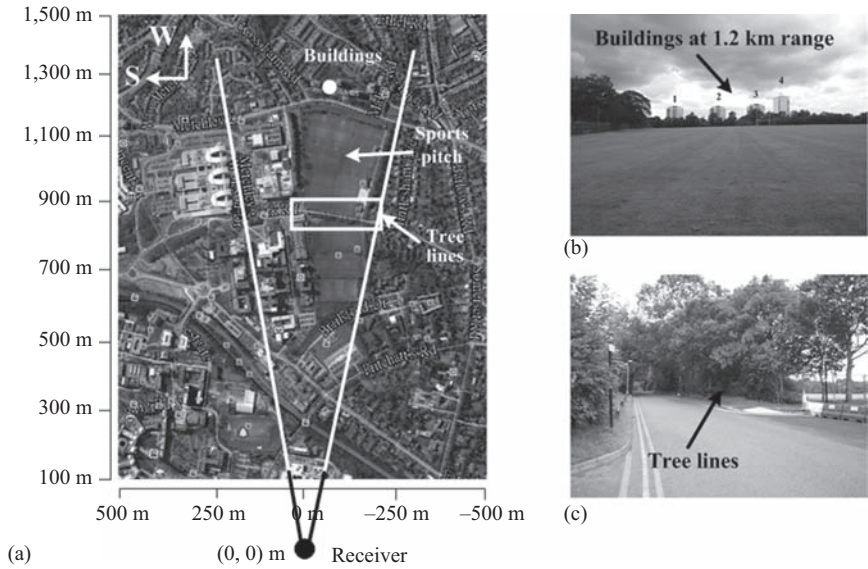 1,500 m
1,300 m
1,100 m
900 m
700 m
500 m
300 m
100 m
W
S
Buildings
Sports
pitch
Tree
lines
500 m
250 m
0 m
–250 m
–500 m
(a)
(0, 0) m
Receiver
Buildings at 1.2 km range
1
2
3
4
(b)
Tree lines
(c)